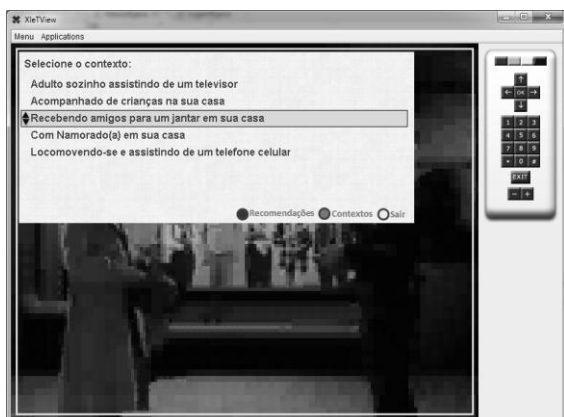 XleTView
Menu Applications
Selecione o contexto:
Adulto sozinho assistindo de um televisor
Acompanhado de crianças na sua casa
Recebendo amigos para um jantar em sua casa
Com Namorado(a) em sua casa
Locomovendo-se e assistindo de um telefone celular
Recomendações Contextos Sair
OK
1 2 3
4 5 6
7 8 9
* 0 #
EXIT
- +